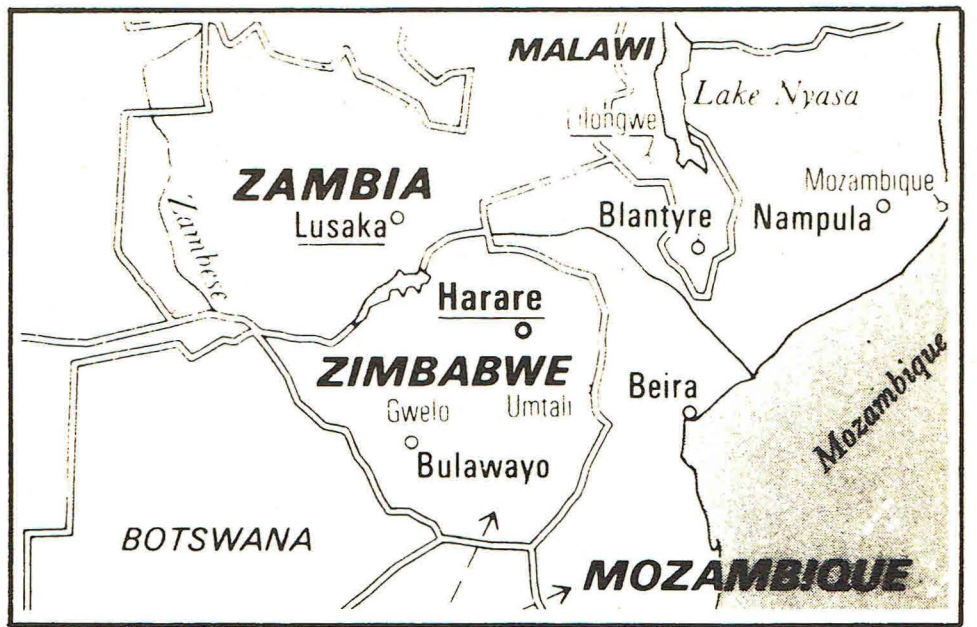 MALAWI
Lake Nyasa
Lilongwe
ZAMBIA
Mozambique
Lusaka
Blantyre
Nampula
Zambese
Harare
ZIMBABWE
Beira
Gwelo
Umtali
Mozambique
Bulawayo
BOTSWANA
MOZAMBIQUE